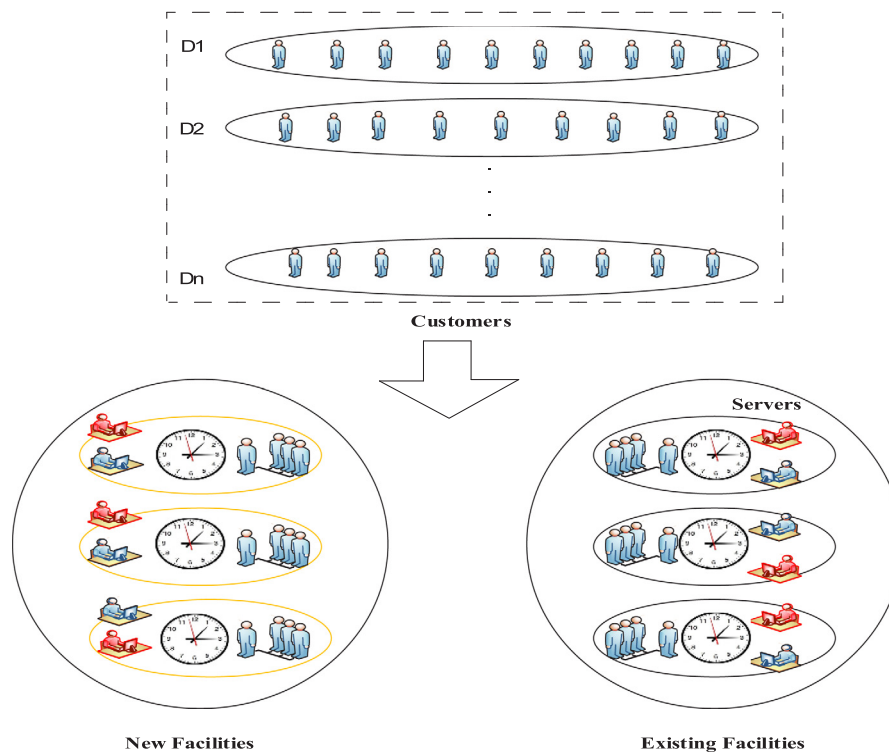 D1
D2
.
.
.
Dn
Customers
Servers
New Facilities
Existing Facilities